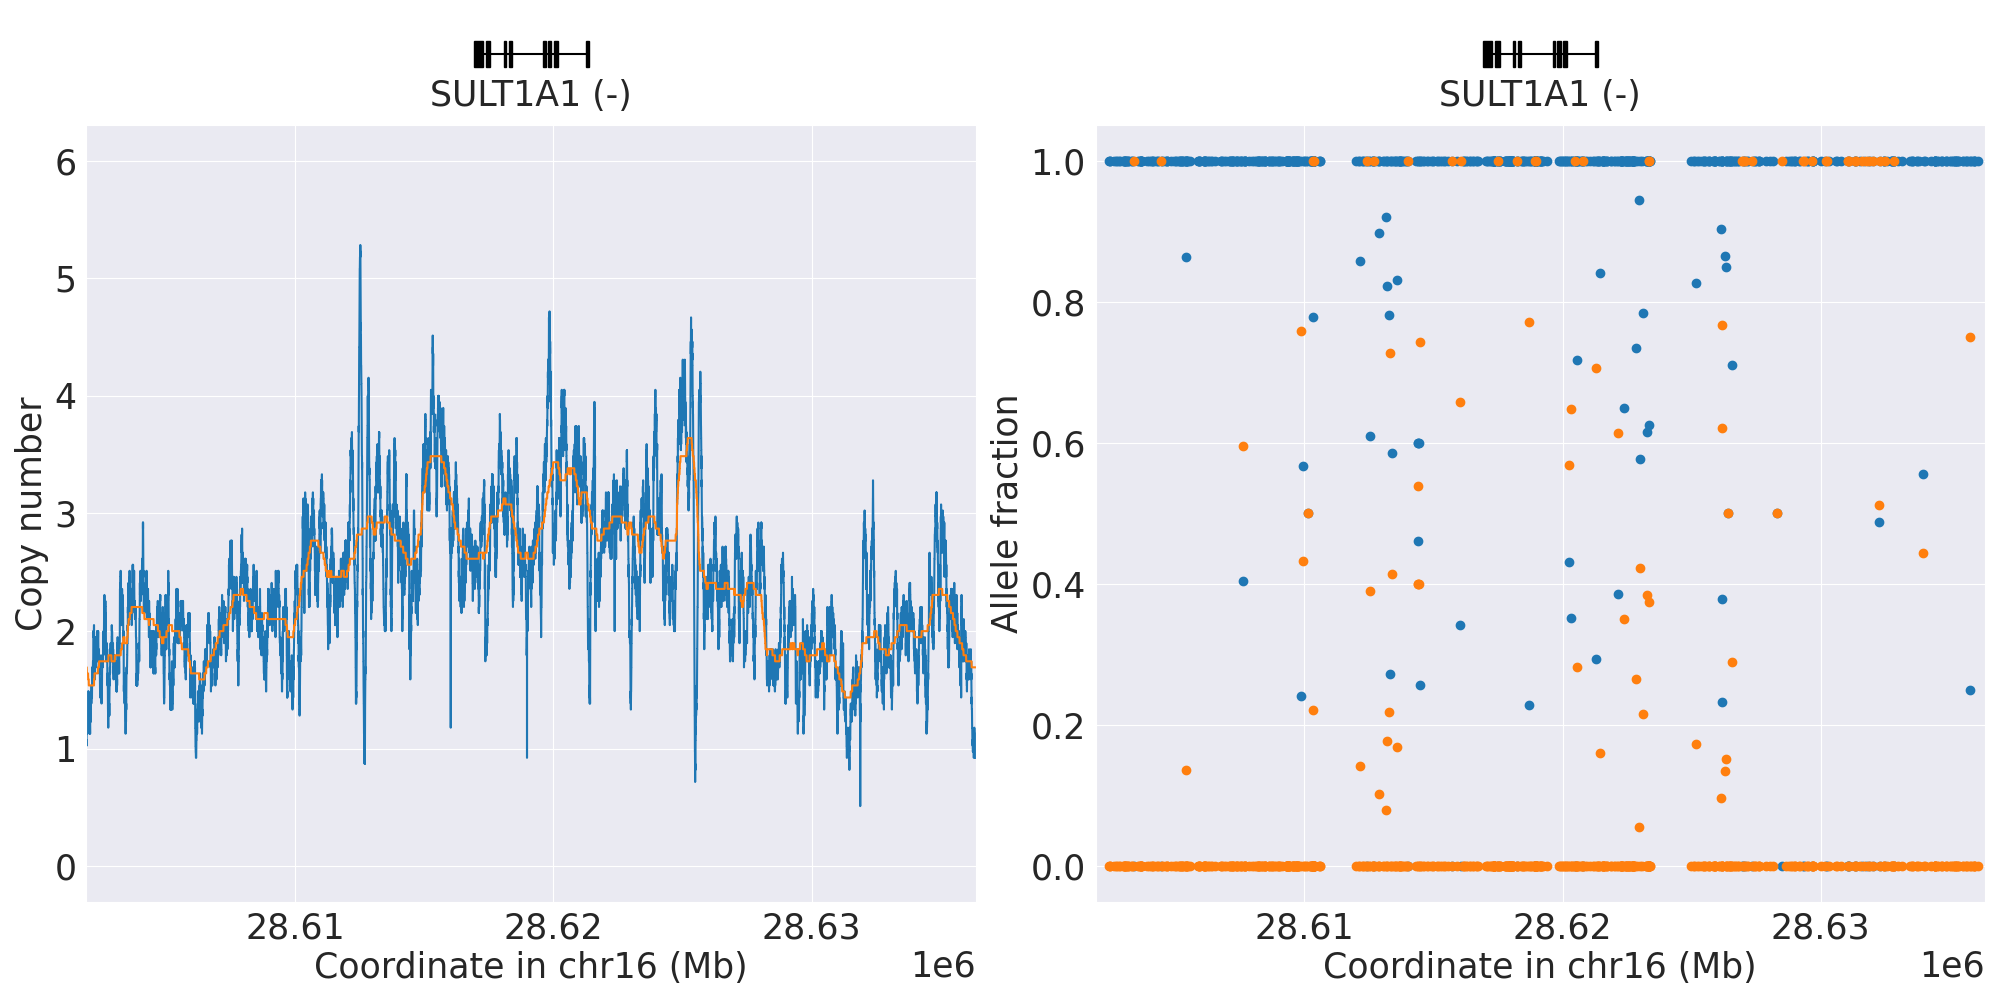 SULT1A1 (-)
SULT1A1 (-)
Copy number
6
5
4
3
2
1
0
28.61
28.62
28.63
Coordinate in chr16 (Mb)
1e6
Allele fraction
1.0
0.8
0.6
0.4
0.2
0.0
28.61
28.62
28.63
Coordinate in chr16 (Mb)
1e6